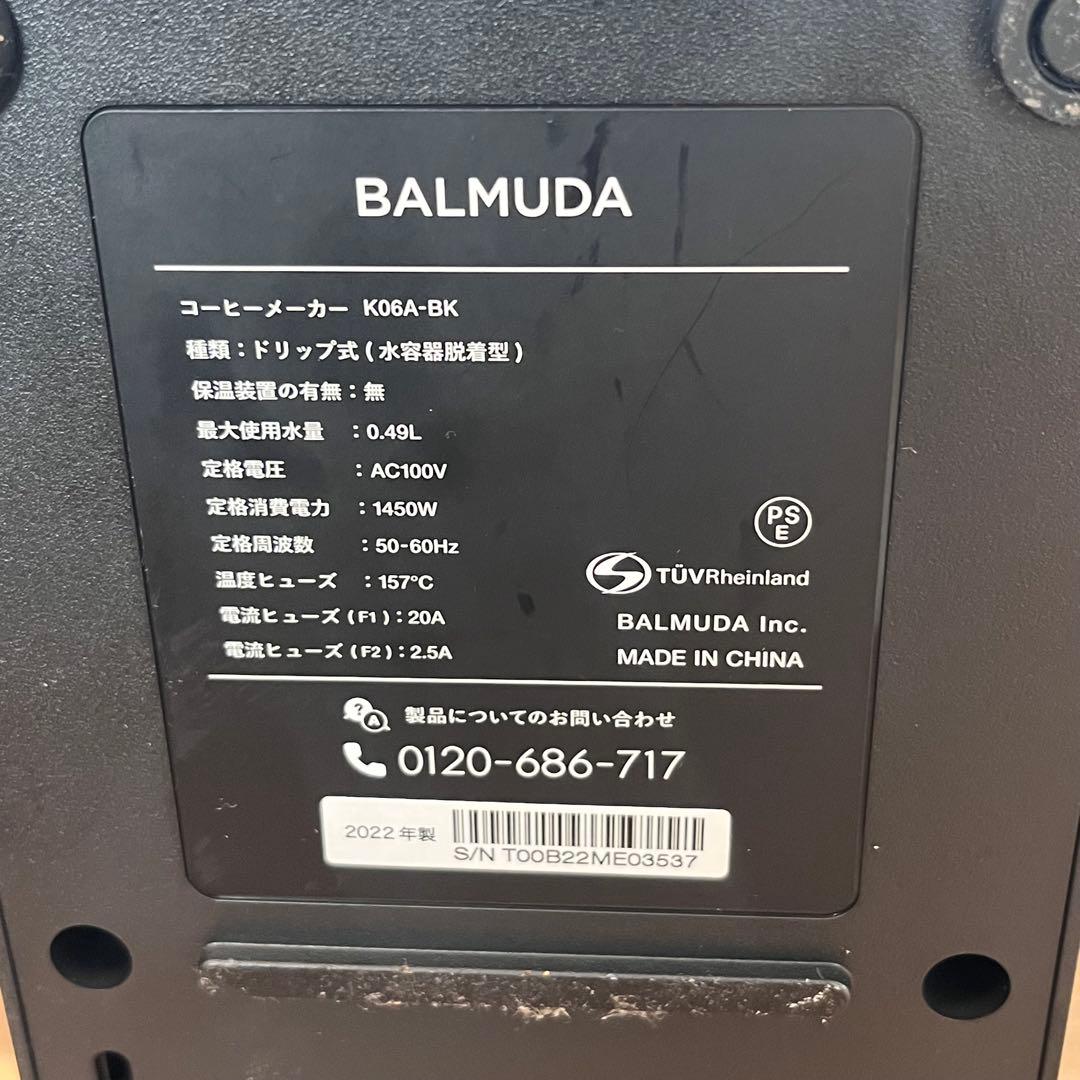 BALMUDA
コーヒーメーカー K06A-BK
種類：ドリップ式(水容器脱着型)
保温装置の有無：無
最大使用水量 ：0.49L
定格電圧 ：AC100V
定格消費電力 ：1450W
定格周波数 ：50-60Hz
温度ヒューズ ：157℃
電流ヒューズ(F1)：20A
電流ヒューズ(F2)：2.5A
PS
E
TÜVRheinland
BALMUDA Inc.
MADE IN CHINA
製品についてのお問い合わせ
0120-686-717
2022年製
S/N T00B22ME03537